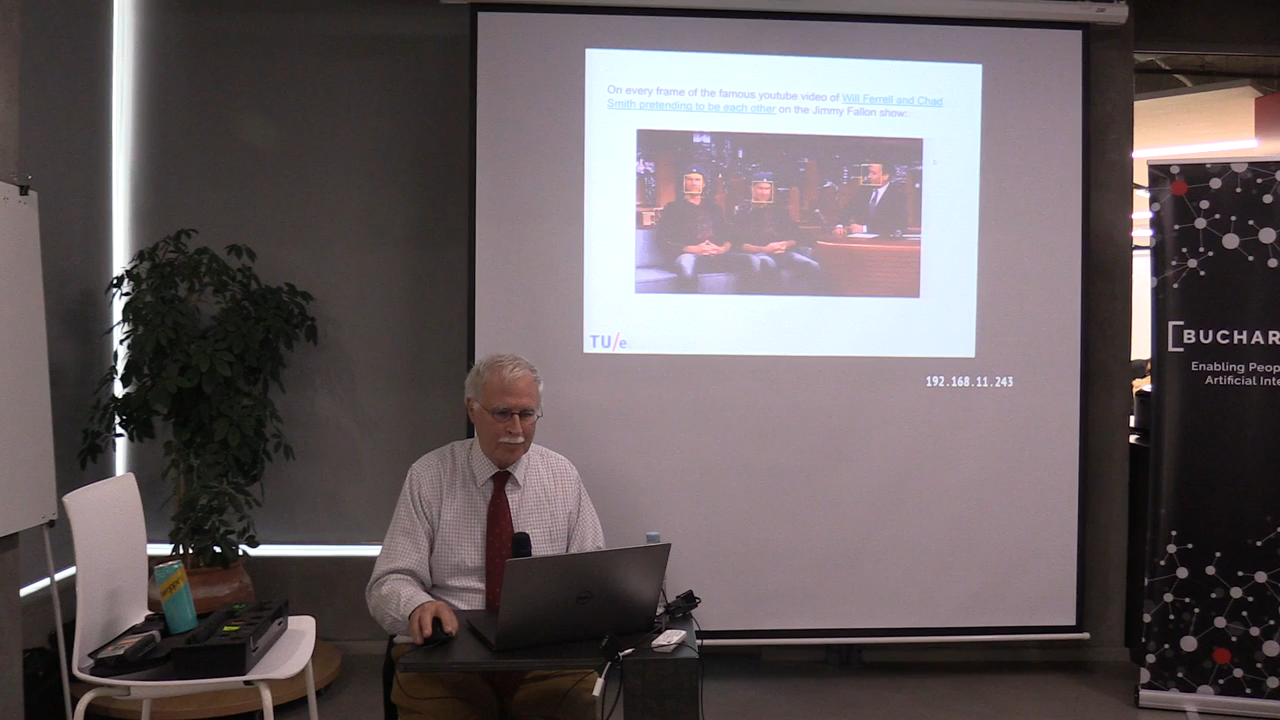 On every frame of the famous youtube video of Will Ferrell and Chad
Smith pretending to be each other on the Jimmy Fallon show:
TU/e
192.168.11.243
[BUCHAR
Enabling Peop
Artificial Inte
DELL